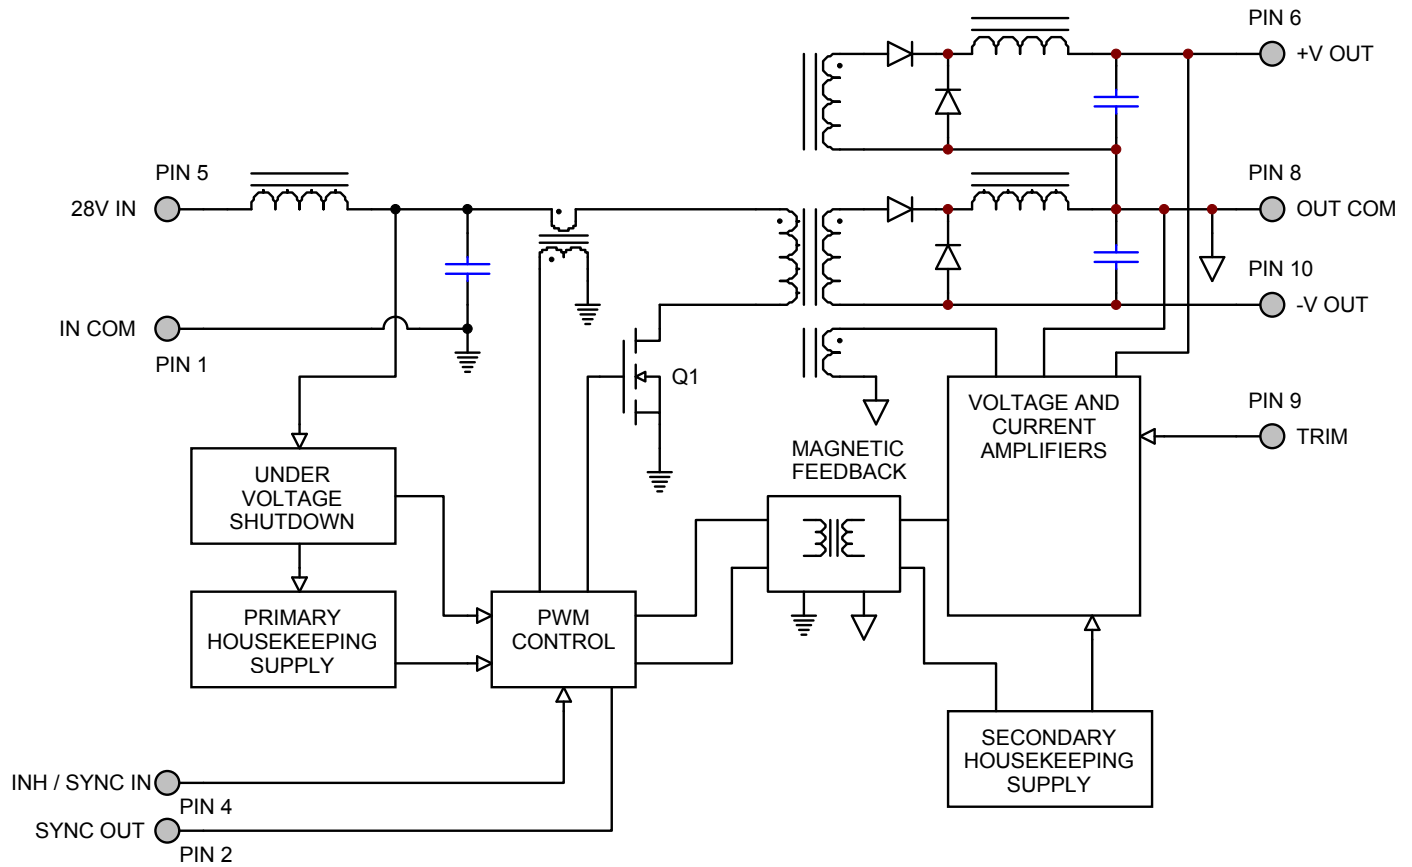 PIN 6
+V OUT
PIN 5
28V IN
PIN 8
OUT COM
PIN 10
-V OUT
IN COM
PIN 1
Q1
VOLTAGE AND
CURRENT
AMPLIFIERS
PIN 9
TRIM
MAGNETIC
FEEDBACK
UNDER
VOLTAGE
SHUTDOWN
PRIMARY
HOUSEKEEPING
SUPPLY
PWM
CONTROL
SECONDARY
HOUSEKEEPING
SUPPLY
INH / SYNC IN
PIN 4
SYNC OUT
PIN 2